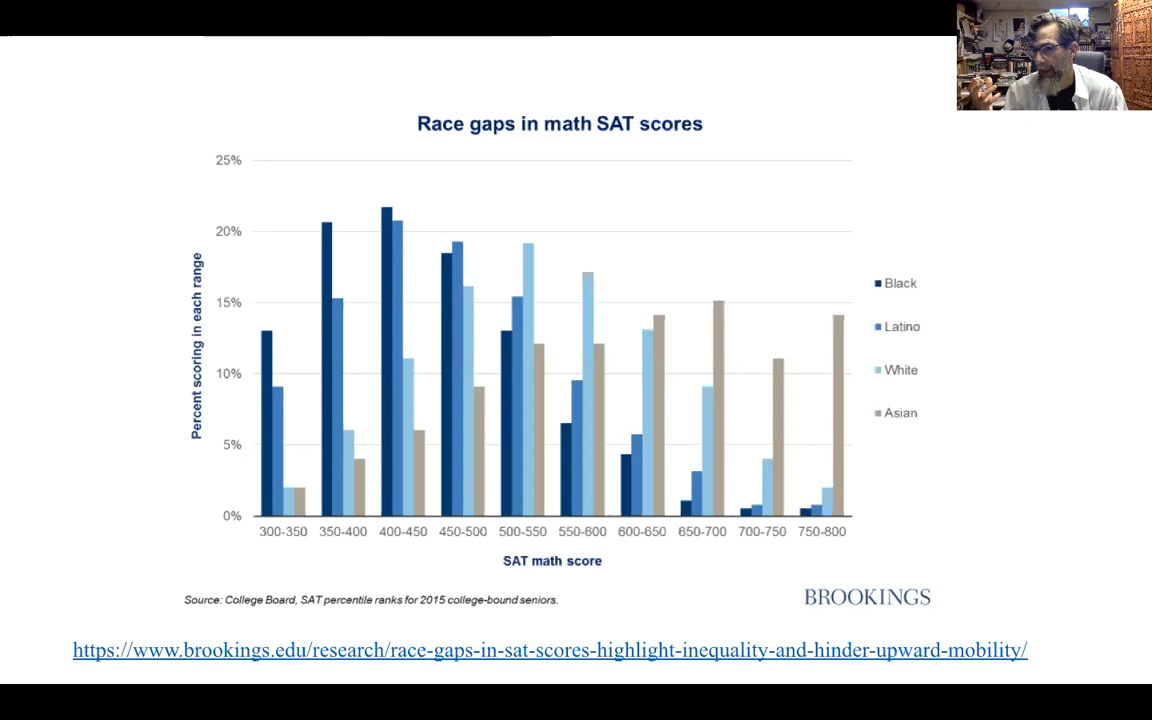 Race gaps in math SAT scores
25%
20%
15%
10%
5%
0%
Percent scoring in each range
300-350 350-400 400-450 450-500 500-550 550-600 600-650 650-700 700-750 750-800
SAT math score
Black
Latino
White
Asian
Source: College Board, SAT percentile ranks for 2015 college-bound seniors.
BROOKINGS
https://www.brookings.edu/research/race-gaps-in-sat-scores-highlight-inequality-and-hinder-upward-mobility/